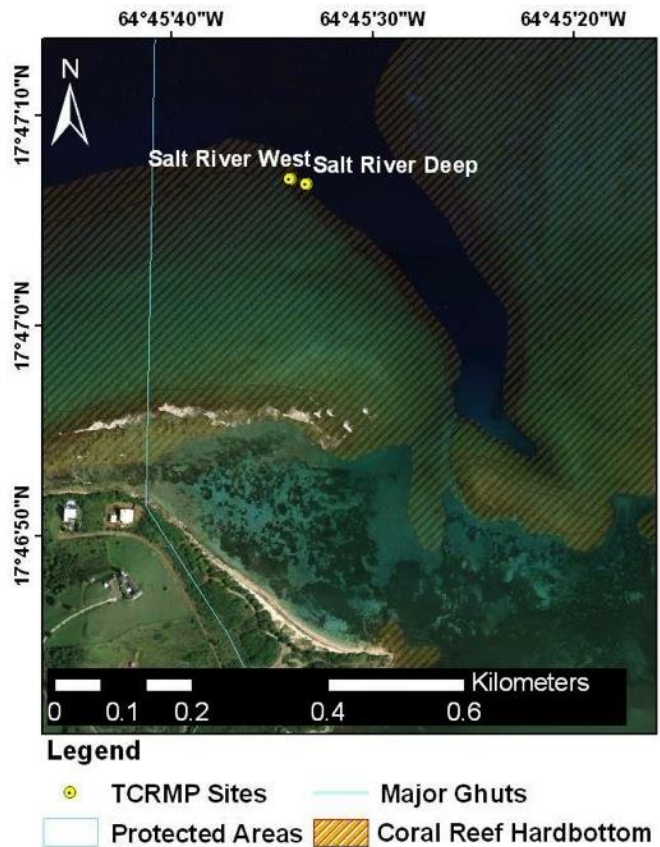 64°45'40"W 64°45'30"W 64°45'20"W
N
17°47'10"N
Salt River West Salt River Deep
17°47'0"N
17°46'50"N
Kilometers
0 0.1 0.2 0.4 0.6
Legend
TCRMP Sites Major Ghuts
Protected Areas Coral Reef Hardbottom